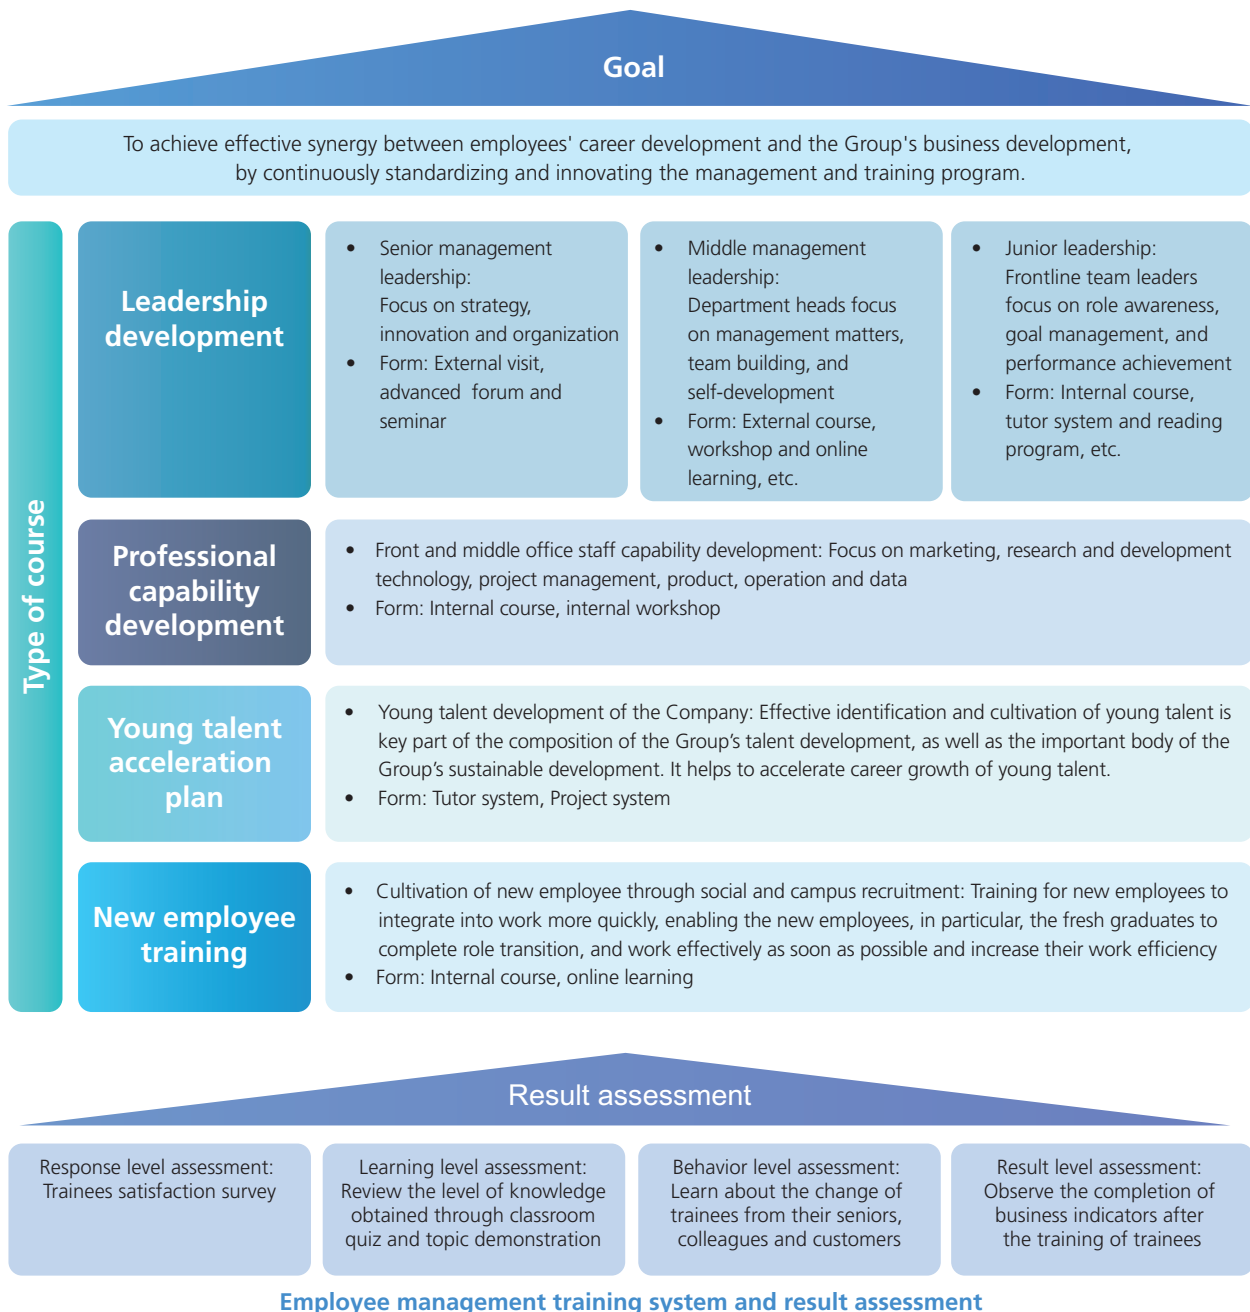 Goal
To achieve effective synergy between employees' career development and the Group's business development,
by continuously standardizing and innovating the management and training program.
Type of course
Leadership
development
• Senior management
leadership:
Focus on strategy,
innovation and organization
• Form: External visit,
advanced forum and
seminar
• Middle management
leadership:
Department heads focus
on management matters,
team building, and
self-development
• Form: External course,
workshop and online
learning, etc.
• Junior leadership:
Frontline team leaders
focus on role awareness,
goal management, and
performance achievement
• Form: Internal course,
tutor system and reading
program, etc.
Professional
capability
development
• Front and middle office staff capability development: Focus on marketing, research and development
technology, project management, product, operation and data
• Form: Internal course, internal workshop
Young talent
acceleration
plan
• Young talent development of the Company: Effective identification and cultivation of young talent is
key part of the composition of the Group’s talent development, as well as the important body of the
Group’s sustainable development. It helps to accelerate career growth of young talent.
• Form: Tutor system, Project system
New employee
training
• Cultivation of new employee through social and campus recruitment: Training for new employees to
integrate into work more quickly, enabling the new employees, in particular, the fresh graduates to
complete role transition, and work effectively as soon as possible and increase their work efficiency
• Form: Internal course, online learning
Result assessment
Response level assessment:
Trainees satisfaction survey
Learning level assessment:
Review the level of knowledge
obtained through classroom
quiz and topic demonstration
Behavior level assessment:
Learn about the change of
trainees from their seniors,
colleagues and customers
Result level assessment:
Observe the completion of
business indicators after
the training of trainees
Employee management training system and result assessment